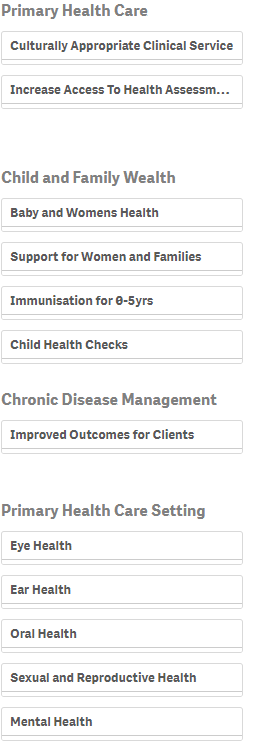 Primary Health Care
Culturally Appropriate Clinical Service
Increase Access To Health Assessm...
Child and Family Wealth
Baby and Womens Health
Support for Women and Families
Immunisation for 0-5yrs
Child Health Checks
Chronic Disease Management
Improved Outcomes for Clients
Primary Health Care Setting
Eye Health
Ear Health
Oral Health
Sexual and Reproductive Health
Mental Health